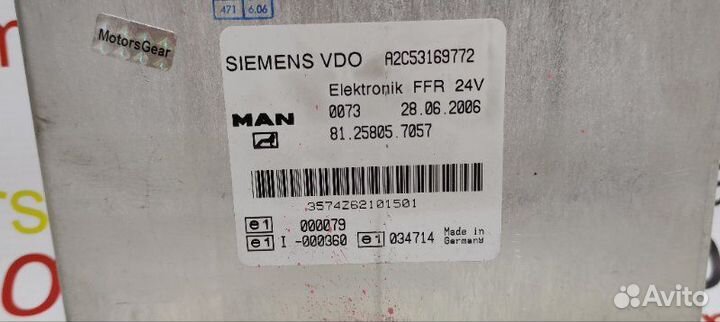 471 6.06
MotorsGear
SIEMENS VDO A2C53169772
Elektronik FFR 24V
0073 28.06.2006
MAN
81.25805.7057
3574Z62101501
e1 000079
e1 I -000360 e1 034714 Made in
Germany
Avito